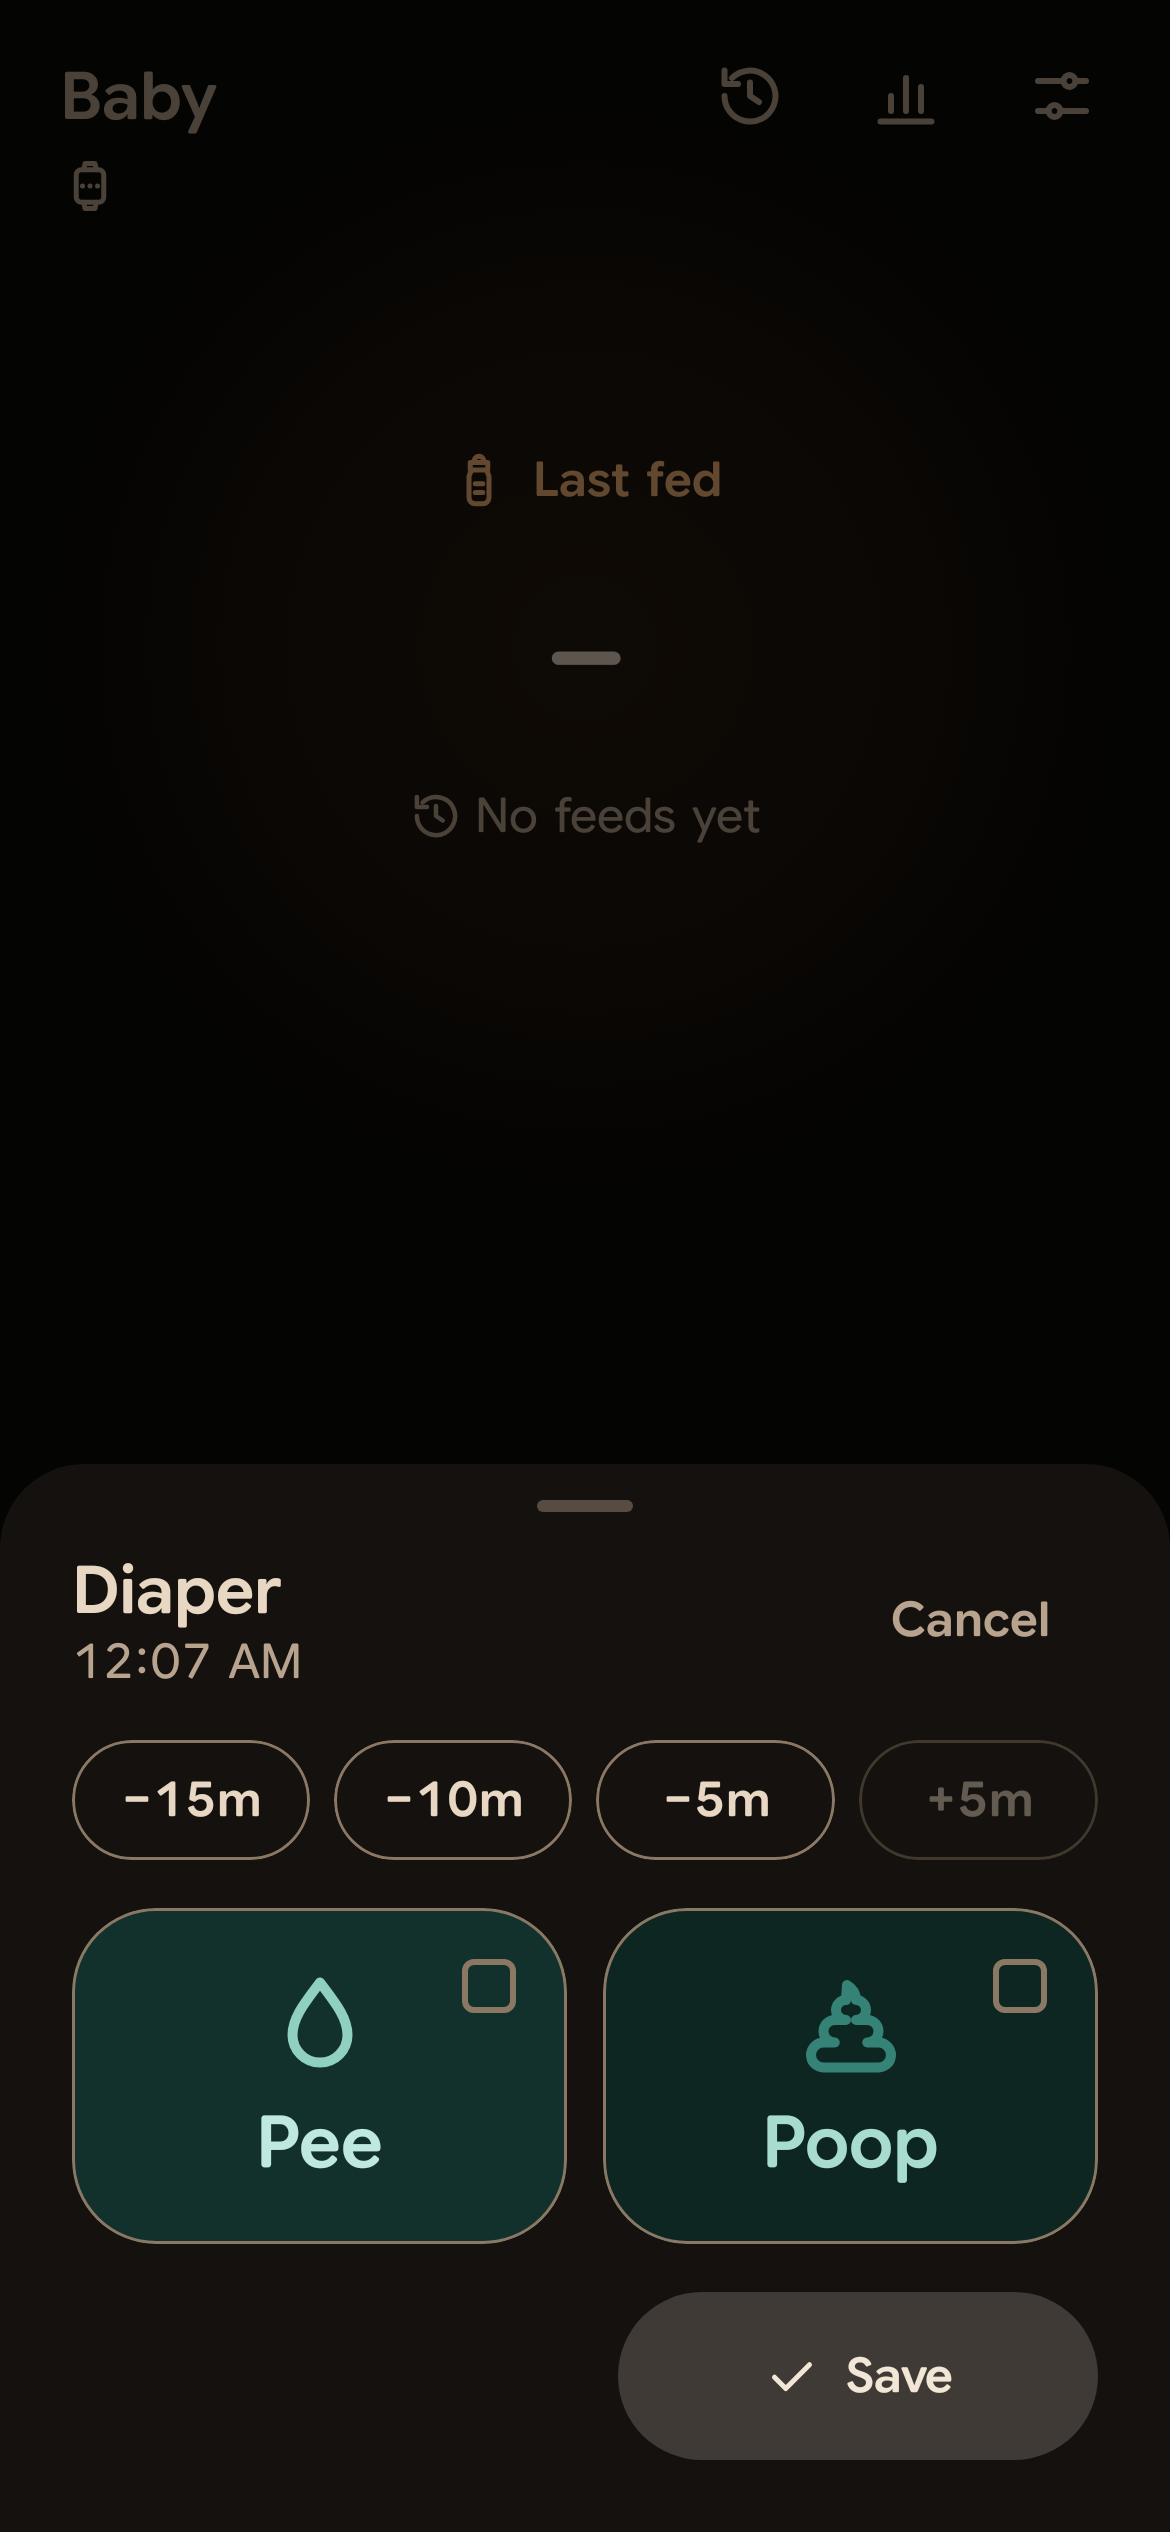 Baby
Last fed
–
No feeds yet
Diaper
12:07 AM
Cancel
−15m
−10m
−5m
+5m
Pee
Poop
Save